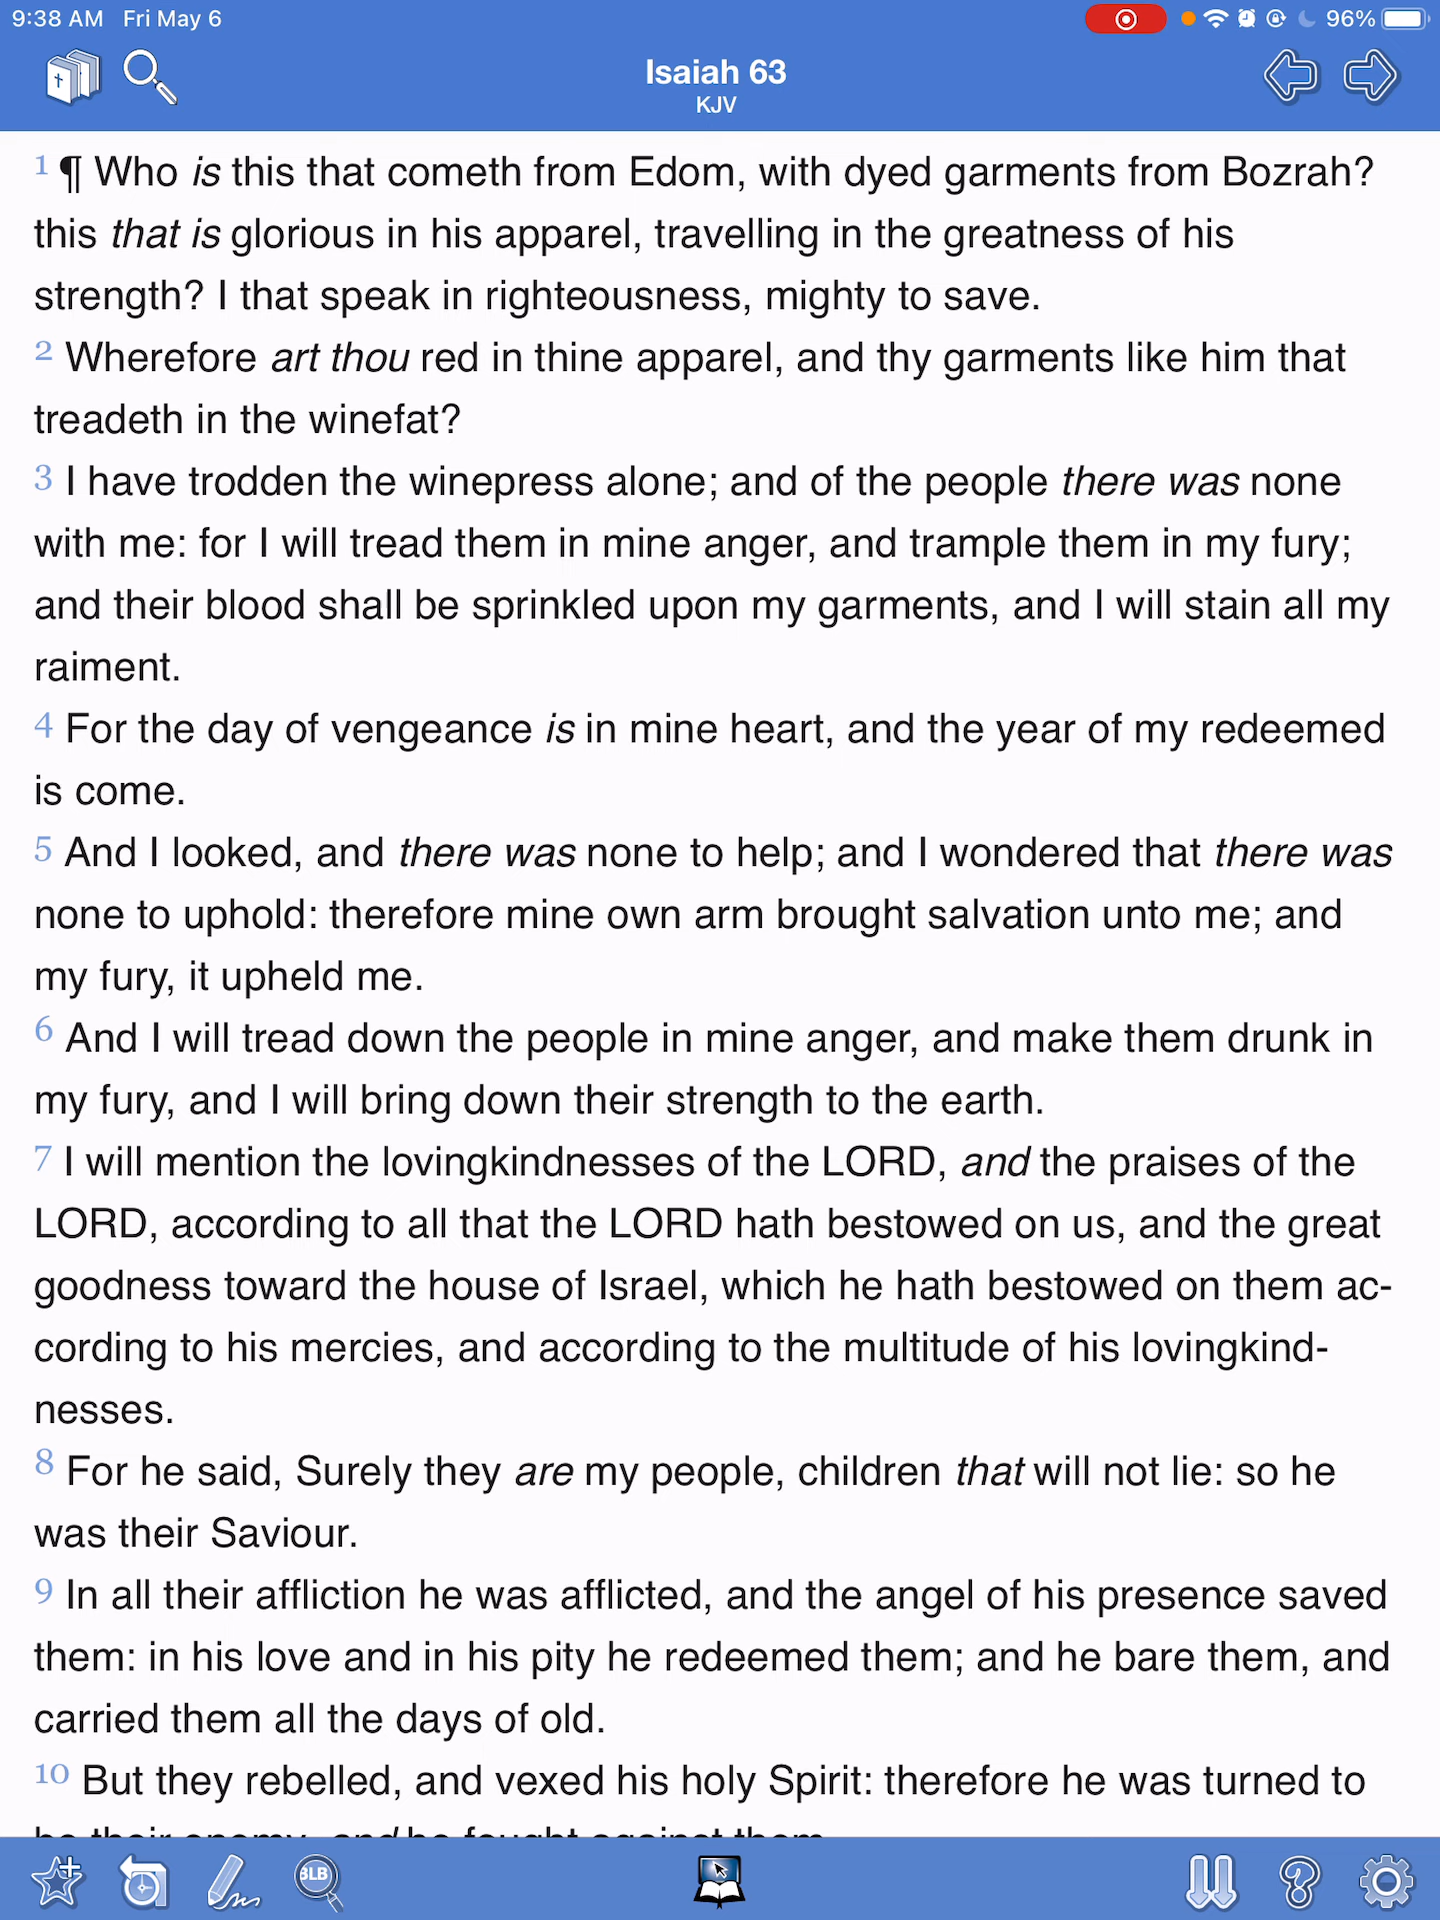 9:38 AM Fri May 6
96%
Isaiah 63
KJV
1 ¶ Who is this that cometh from Edom, with dyed garments from Bozrah?
this that is glorious in his apparel, travelling in the greatness of his
strength? I that speak in righteousness, mighty to save.
2 Wherefore art thou red in thine apparel, and thy garments like him that
treadeth in the winefat?
3 I have trodden the winepress alone; and of the people there was none
with me: for I will tread them in mine anger, and trample them in my fury;
and their blood shall be sprinkled upon my garments, and I will stain all my
raiment.
4 For the day of vengeance is in mine heart, and the year of my redeemed
is come.
5 And I looked, and there was none to help; and I wondered that there was
none to uphold: therefore mine own arm brought salvation unto me; and
my fury, it upheld me.
6 And I will tread down the people in mine anger, and make them drunk in
my fury, and I will bring down their strength to the earth.
7 I will mention the lovingkindnesses of the LORD, and the praises of the
LORD, according to all that the LORD hath bestowed on us, and the great
goodness toward the house of Israel, which he hath bestowed on them ac-
cording to his mercies, and according to the multitude of his lovingkind-
nesses.
8 For he said, Surely they are my people, children that will not lie: so he
was their Saviour.
9 In all their affliction he was afflicted, and the angel of his presence saved
them: in his love and in his pity he redeemed them; and he bare them, and
carried them all the days of old.
10 But they rebelled, and vexed his holy Spirit: therefore he was turned to
be their enemy, and he fought against them.
BLB